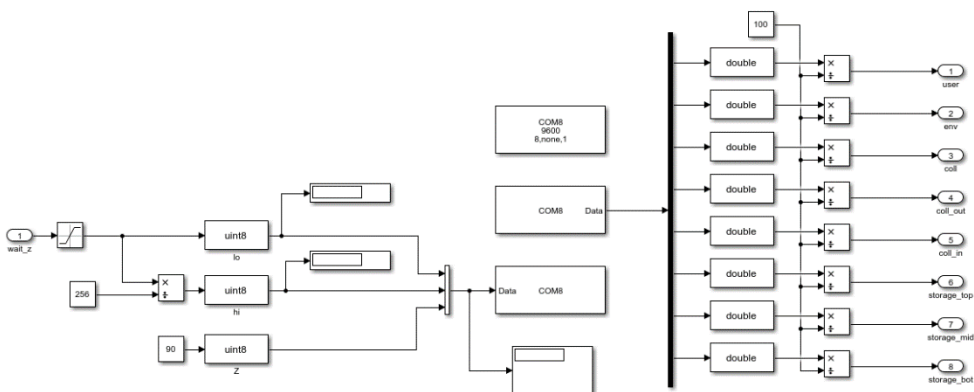 100
double
×
÷
1
user
double
×
÷
2
env
COM8
9600
8,none,1
double
×
÷
3
coll
double
×
÷
4
coll_out
COM8
Data
1
wait_z
uint8
lo
double
×
÷
5
coll_in
256
×
÷
uint8
hi
Data
COM8
double
×
÷
6
storage_top
double
×
÷
7
storage_mid
90
uint8
Z
double
×
÷
8
storage_bot